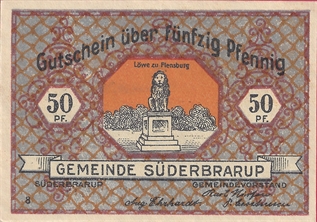 Gutschein über fünfzig Pfennig
Löwe zu Flensburg
50 PF.
50 PF.
GEMEINDE SÜDERBRARUP
SÜDERBRARUP
GEMEINDEVORSTAND
8